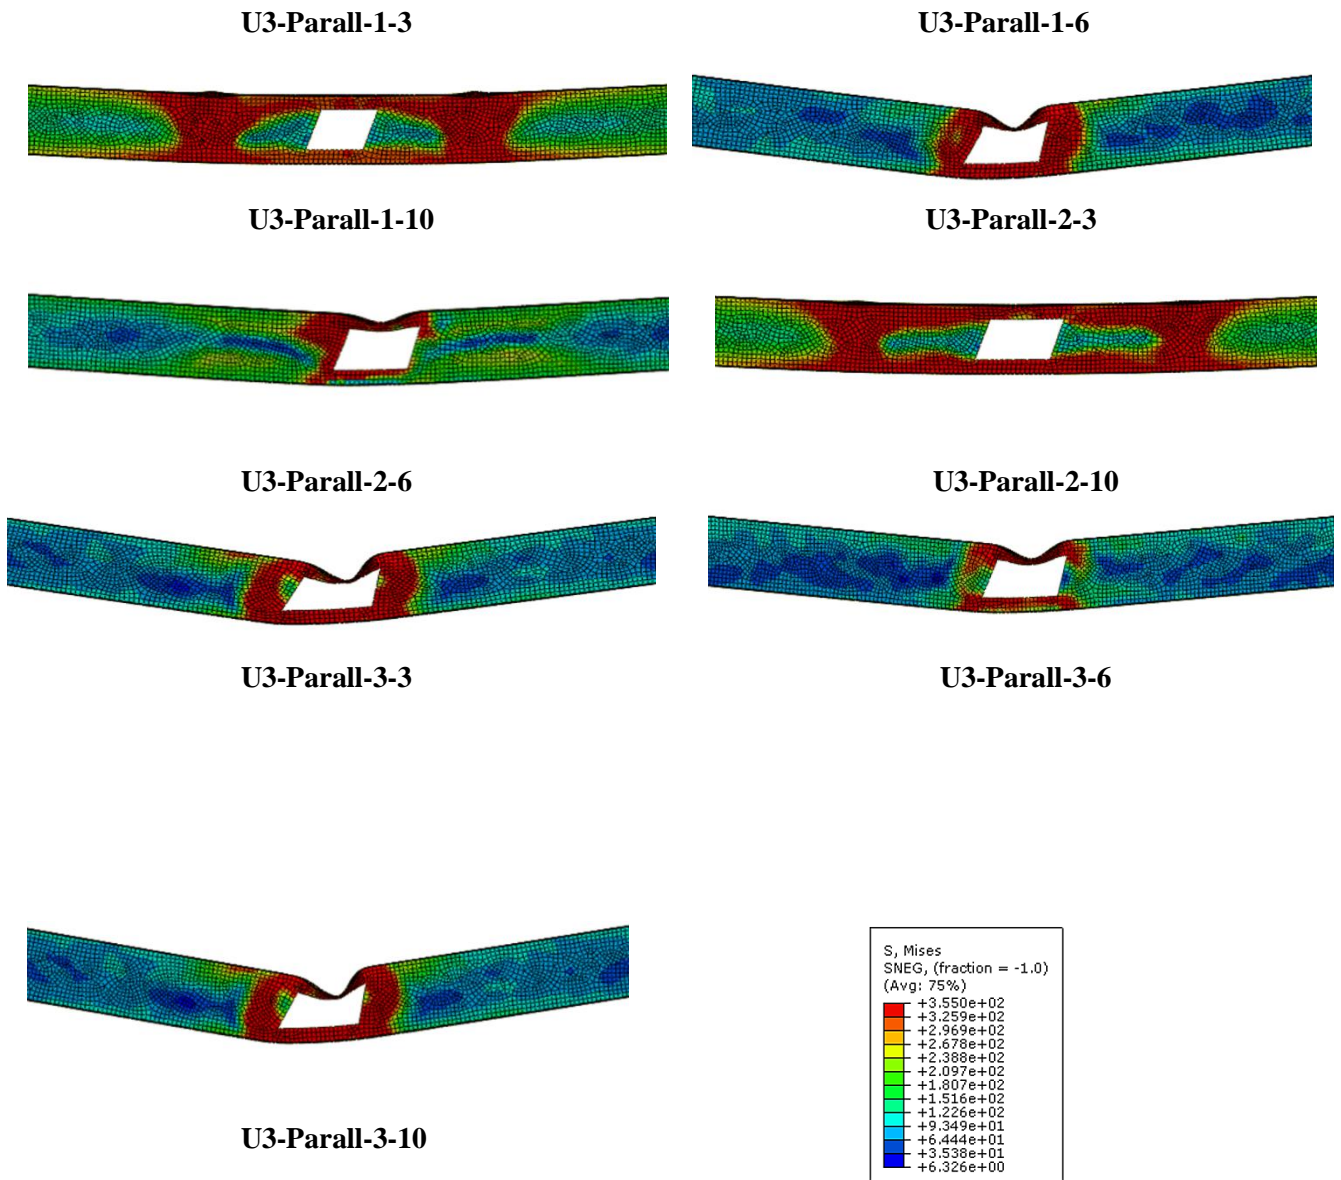 U3-Parall-1-3
U3-Parall-1-6
U3-Parall-1-10
U3-Parall-2-3
U3-Parall-2-6
U3-Parall-2-10
U3-Parall-3-3
U3-Parall-3-6
S, Mises
SNEG, (fraction = -1.0)
(Avg: 75%)
+3.550e+02
+3.259e+02
+2.969e+02
+2.678e+02
+2.388e+02
+2.097e+02
+1.807e+02
+1.516e+02
+1.226e+02
+9.349e+01
+6.444e+01
+3.538e+01
+6.326e+00
U3-Parall-3-10